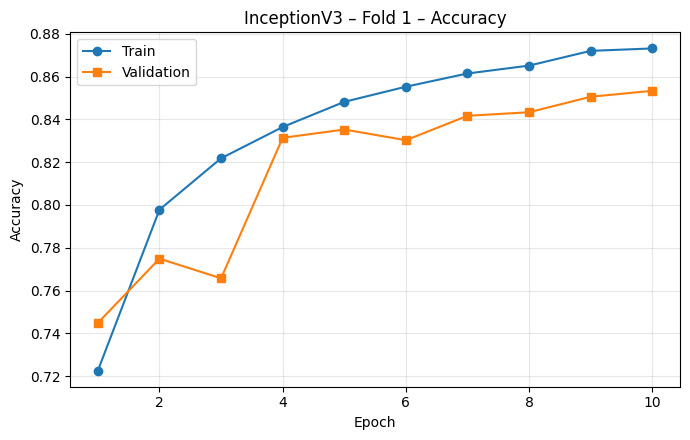 InceptionV3 – Fold 1 – Accuracy
Train
Validation
Accuracy
0.88
0.86
0.84
0.82
0.80
0.78
0.76
0.74
0.72
2 4 6 8 10
Epoch